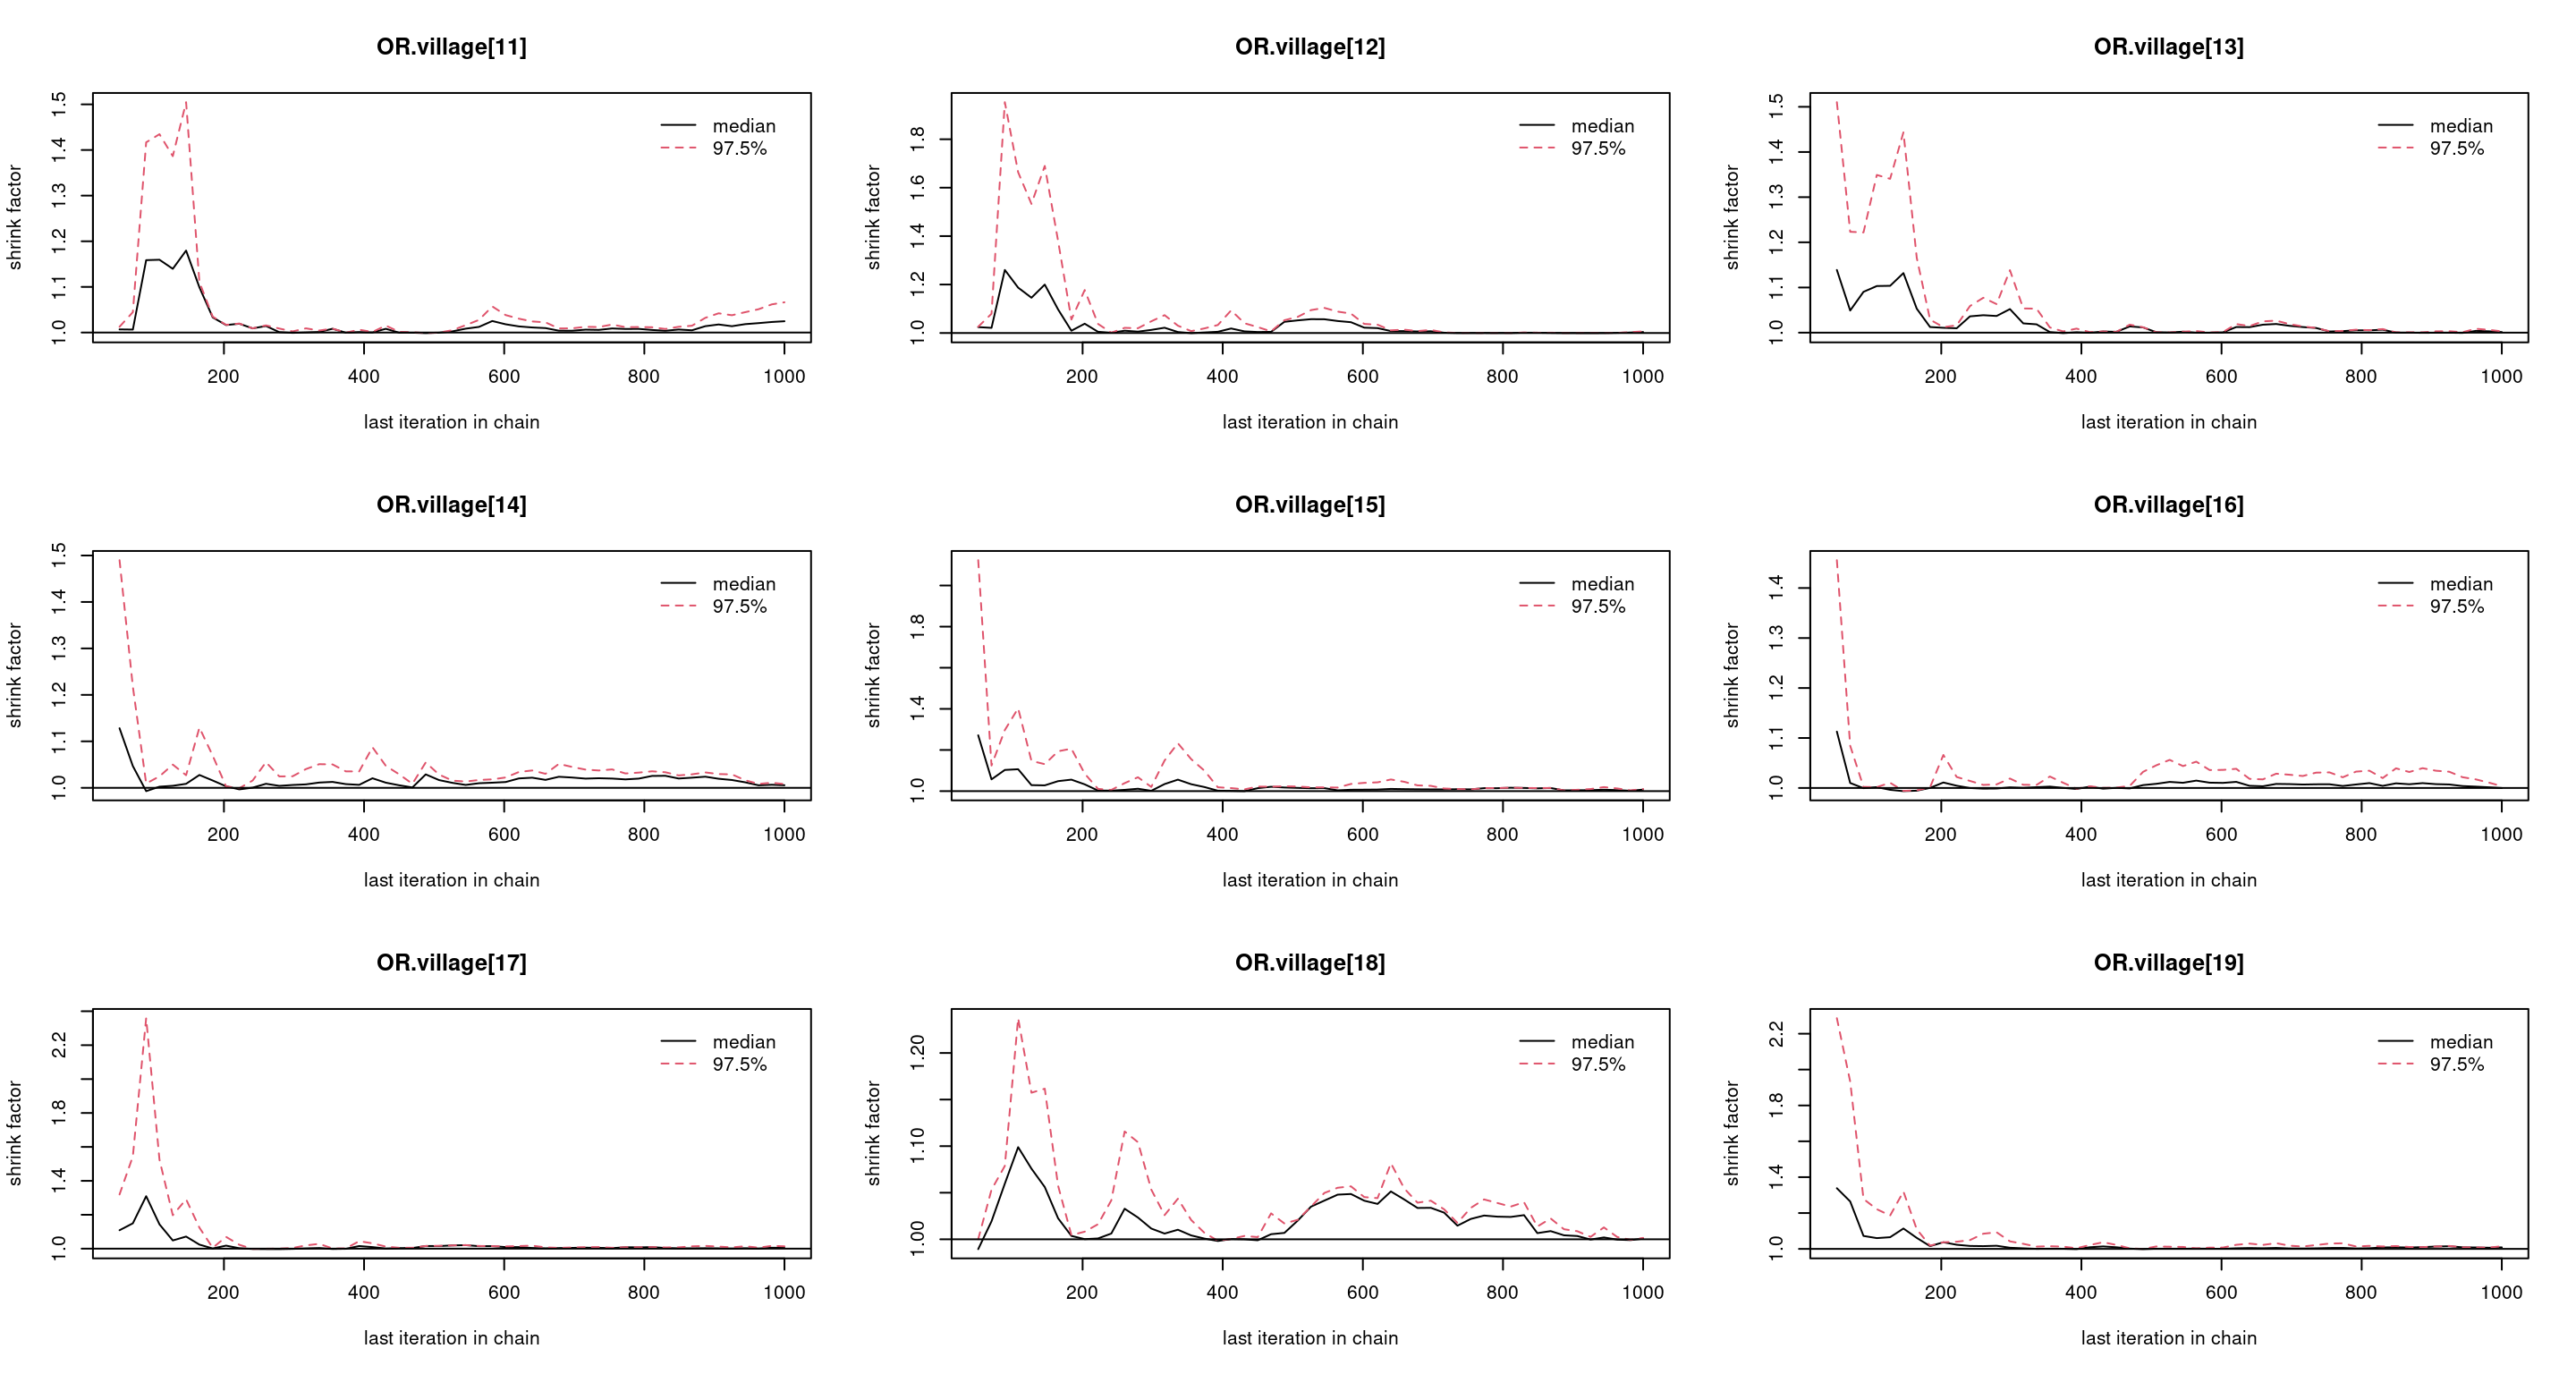 OR.village[11]
shrink factor
1.0 1.1 1.2 1.3 1.4 1.5
median
97.5%
200 400 600 800 1000
last iteration in chain
OR.village[12]
shrink factor
1.0 1.2 1.4 1.6 1.8
median
97.5%
200 400 600 800 1000
last iteration in chain
OR.village[13]
shrink factor
1.0 1.1 1.2 1.3 1.4 1.5
median
97.5%
200 400 600 800 1000
last iteration in chain
OR.village[14]
shrink factor
1.0 1.1 1.2 1.3 1.4 1.5
median
97.5%
200 400 600 800 1000
last iteration in chain
OR.village[15]
shrink factor
1.0 1.4 1.8
median
97.5%
200 400 600 800 1000
last iteration in chain
OR.village[16]
shrink factor
1.0 1.1 1.2 1.3 1.4
median
97.5%
200 400 600 800 1000
last iteration in chain
OR.village[17]
shrink factor
1.0 1.4 1.8 2.2
median
97.5%
200 400 600 800 1000
last iteration in chain
OR.village[18]
shrink factor
1.00 1.10 1.20
median
97.5%
200 400 600 800 1000
last iteration in chain
OR.village[19]
shrink factor
1.0 1.4 1.8 2.2
median
97.5%
200 400 600 800 1000
last iteration in chain